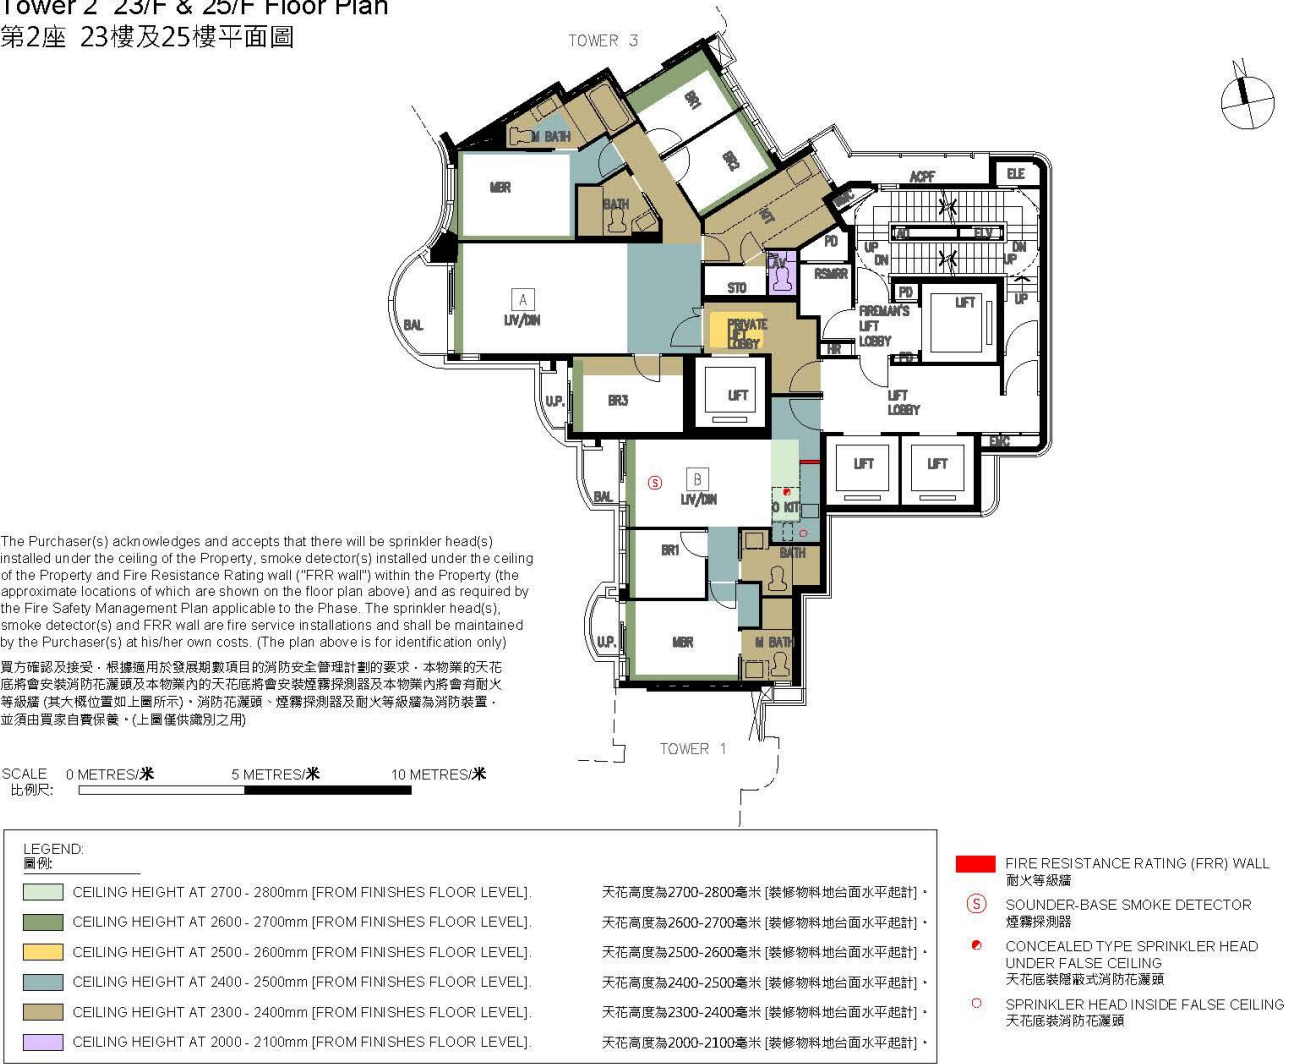 Tower 2 23/F & 25/F Floor Plan
第2座 23樓及25樓平面圖
TOWER 3
N
BR1
BR2
M BATH
MBR
BATH
KIT
EMC
ACPF
ELE
PD
UP
DN
AD
ELV
DN
UP
UP
LAV
STO
RSMRR
PD
LIFT
A
LIV/DIN
BAL
PRIVATE
LIFT
LOBBY
FIREMAN'S
LIFT
LOBBY
HR
PD
U.P.
BR3
LIFT
LIFT
LOBBY
EMC
LIFT
LIFT
BAL
S
B
LIV/DIN
O KIT
BR1
BATH
U.P.
MBR
M BATH
TOWER 1
The Purchaser(s) acknowledges and accepts that there will be sprinkler head(s)
installed under the ceiling of the Property, smoke detector(s) installed under the ceiling
of the Property and Fire Resistance Rating wall ("FRR wall") within the Property (the
approximate locations of which are shown on the floor plan above) and as required by
the Fire Safety Management Plan applicable to the Phase. The sprinkler head(s),
smoke detector(s) and FRR wall are fire service installations and shall be maintained
by the Purchaser(s) at his/her own costs. (The plan above is for identification only)
買方確認及接受，根據適用於發展期數項目的消防安全管理計劃的要求，本物業的天花
底將會安裝消防花灑頭及本物業內的天花底將會安裝煙霧探測器及本物業內將會有耐火
等級牆 (其大概位置如上圖所示)。消防花灑頭、煙霧探測器及耐火等級牆為消防裝置，
並須由買家自費保養。(上圖僅供識別之用)
SCALE 0 METRES/米 5 METRES/米 10 METRES/米
比例尺:
LEGEND:
圖例:
CEILING HEIGHT AT 2700 - 2800mm [FROM FINISHES FLOOR LEVEL]. 天花高度為2700-2800毫米 [裝修物料地台面水平起計]。
CEILING HEIGHT AT 2600 - 2700mm [FROM FINISHES FLOOR LEVEL]. 天花高度為2600-2700毫米 [裝修物料地台面水平起計]。
CEILING HEIGHT AT 2500 - 2600mm [FROM FINISHES FLOOR LEVEL]. 天花高度為2500-2600毫米 [裝修物料地台面水平起計]。
CEILING HEIGHT AT 2400 - 2500mm [FROM FINISHES FLOOR LEVEL]. 天花高度為2400-2500毫米 [裝修物料地台面水平起計]。
CEILING HEIGHT AT 2300 - 2400mm [FROM FINISHES FLOOR LEVEL]. 天花高度為2300-2400毫米 [裝修物料地台面水平起計]。
CEILING HEIGHT AT 2000 - 2100mm [FROM FINISHES FLOOR LEVEL]. 天花高度為2000-2100毫米 [裝修物料地台面水平起計]。
FIRE RESISTANCE RATING (FRR) WALL
耐火等級牆
S SOUNDER-BASE SMOKE DETECTOR
煙霧探測器
CONCEALED TYPE SPRINKLER HEAD
UNDER FALSE CEILING
天花底裝隱蔽式消防花灑頭
SPRINKLER HEAD INSIDE FALSE CEILING
天花底裝消防花灑頭